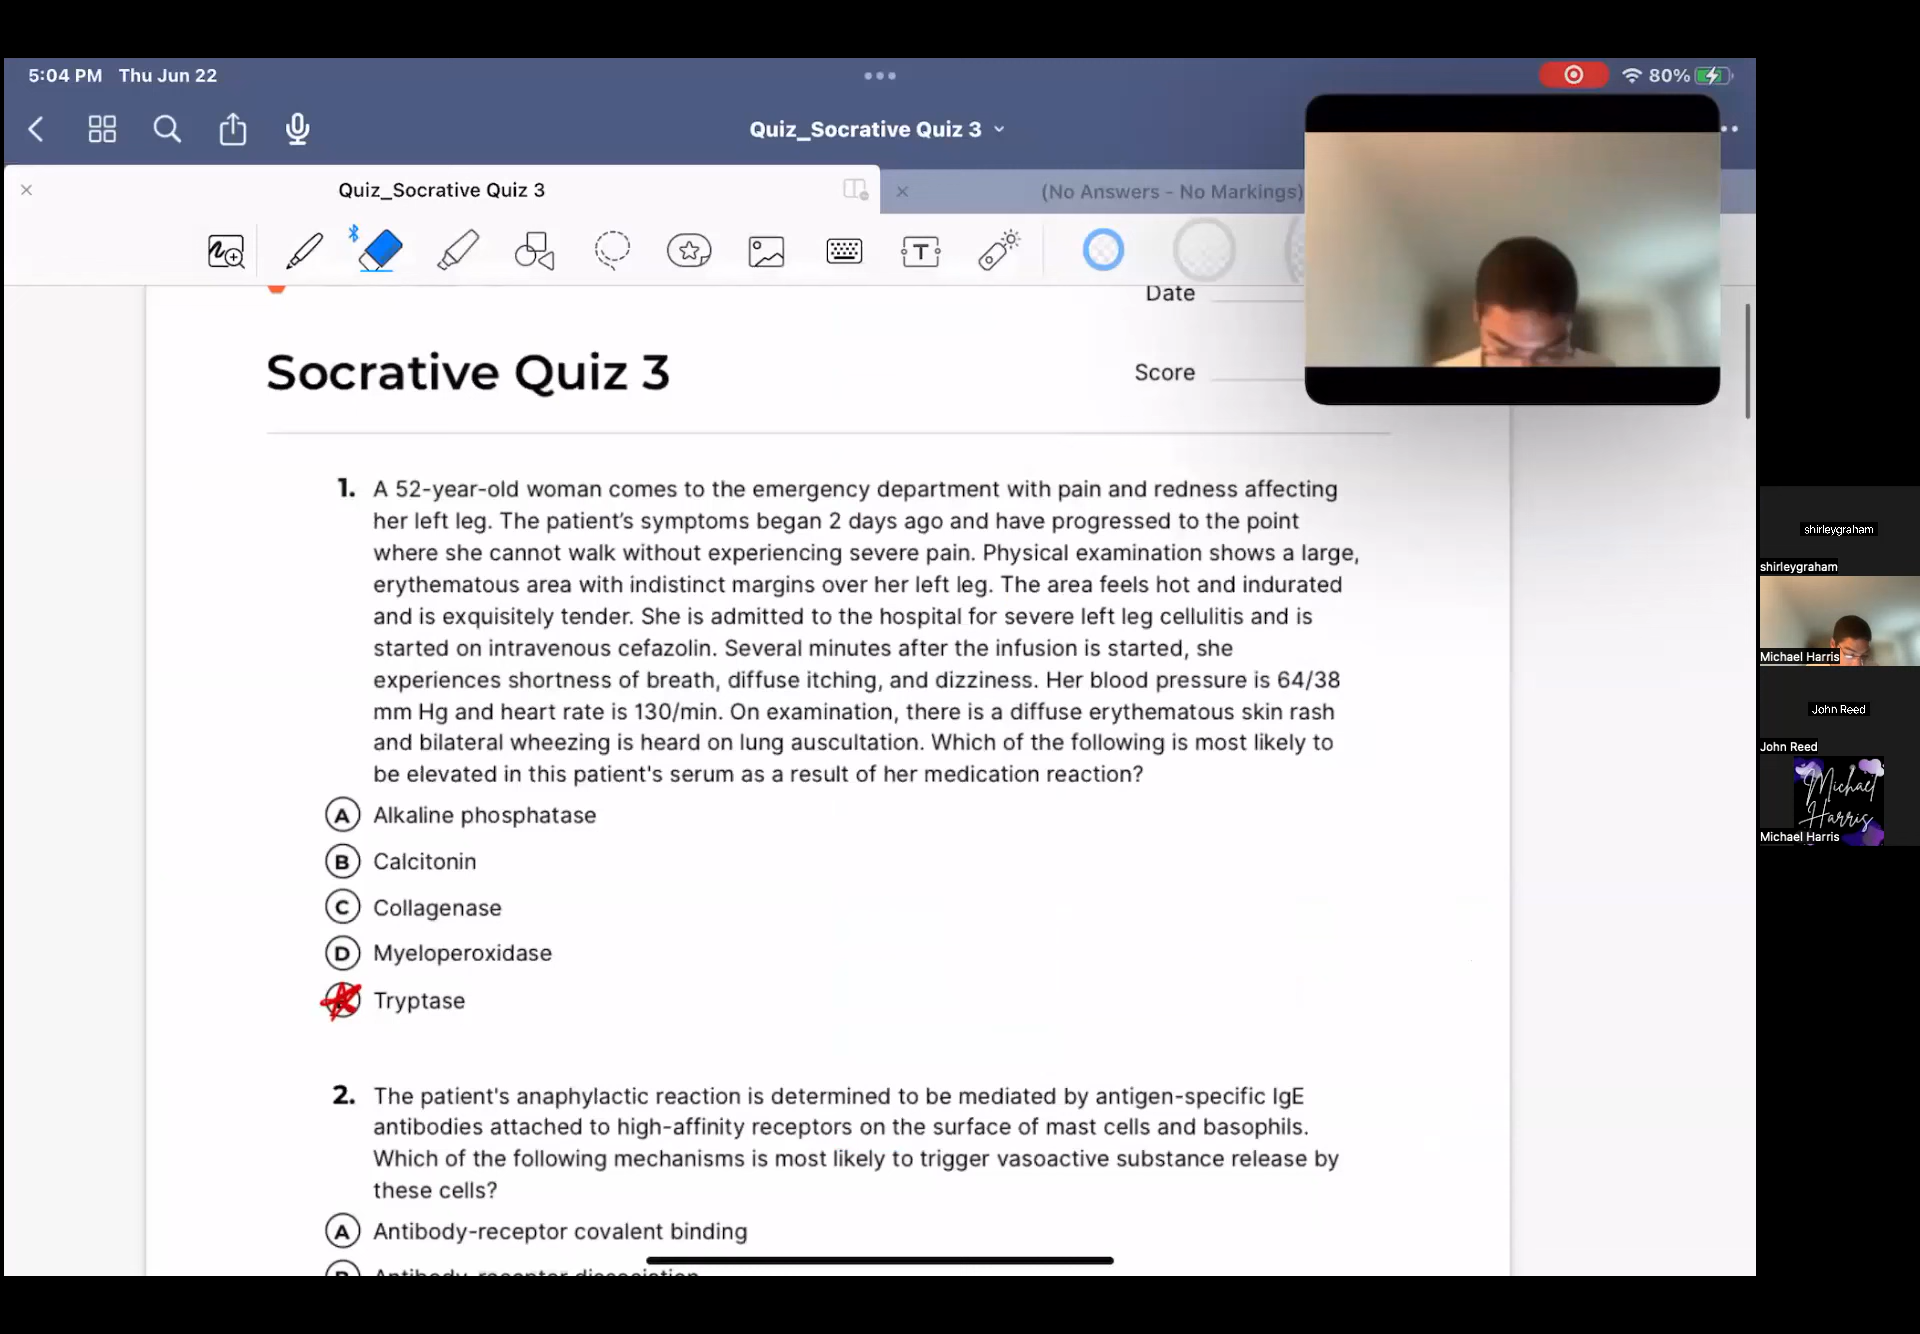 5:04 PM Thu Jun 22
80%
Quiz_Socrative Quiz 3
Quiz_Socrative Quiz 3
(No Answers - No Markings)
T
Date
Socrative Quiz 3
Score
1. A 52-year-old woman comes to the emergency department with pain and redness affecting
her left leg. The patient's symptoms began 2 days ago and have progressed to the point
where she cannot walk without experiencing severe pain. Physical examination shows a large,
erythematous area with indistinct margins over her left leg. The area feels hot and indurated
and is exquisitely tender. She is admitted to the hospital for severe left leg cellulitis and is
started on intravenous cefazolin. Several minutes after the infusion is started, she
experiences shortness of breath, diffuse itching, and dizziness. Her blood pressure is 64/38
mm Hg and heart rate is 130/min. On examination, there is a diffuse erythematous skin rash
and bilateral wheezing is heard on lung auscultation. Which of the following is most likely to
be elevated in this patient's serum as a result of her medication reaction?
A Alkaline phosphatase
B Calcitonin
C Collagenase
D Myeloperoxidase
Tryptase
2. The patient's anaphylactic reaction is determined to be mediated by antigen-specific IgE
antibodies attached to high-affinity receptors on the surface of mast cells and basophils.
Which of the following mechanisms is most likely to trigger vasoactive substance release by
these cells?
A Antibody-receptor covalent binding
B Antibody-receptor dissociation
shirleygraham
shirleygraham
Michael Harris
John Reed
John Reed
Michael
Harris
Michael Harris